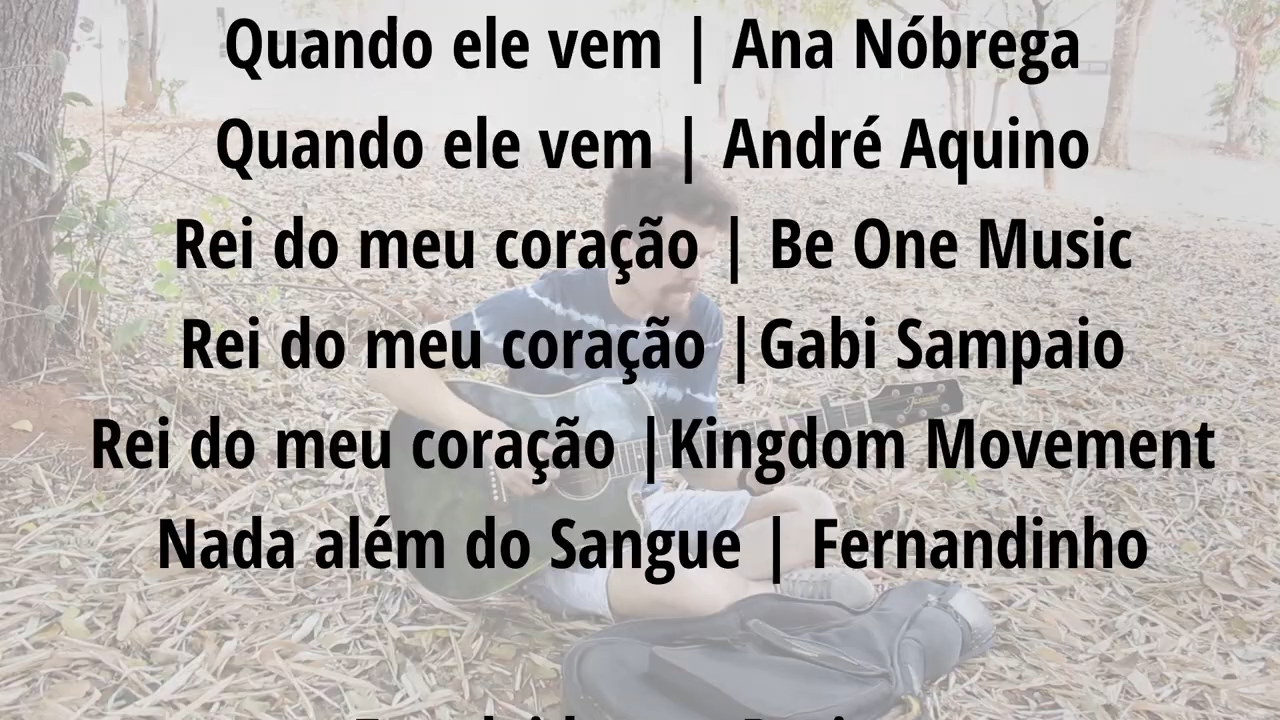 Quando ele vem | Ana Nóbrega
Quando ele vem | André Aquino
Rei do meu coração | Be One Music
Rei do meu coração |Gabi Sampaio
Rei do meu coração |Kingdom Movement
Nada além do Sangue | Fernandinho